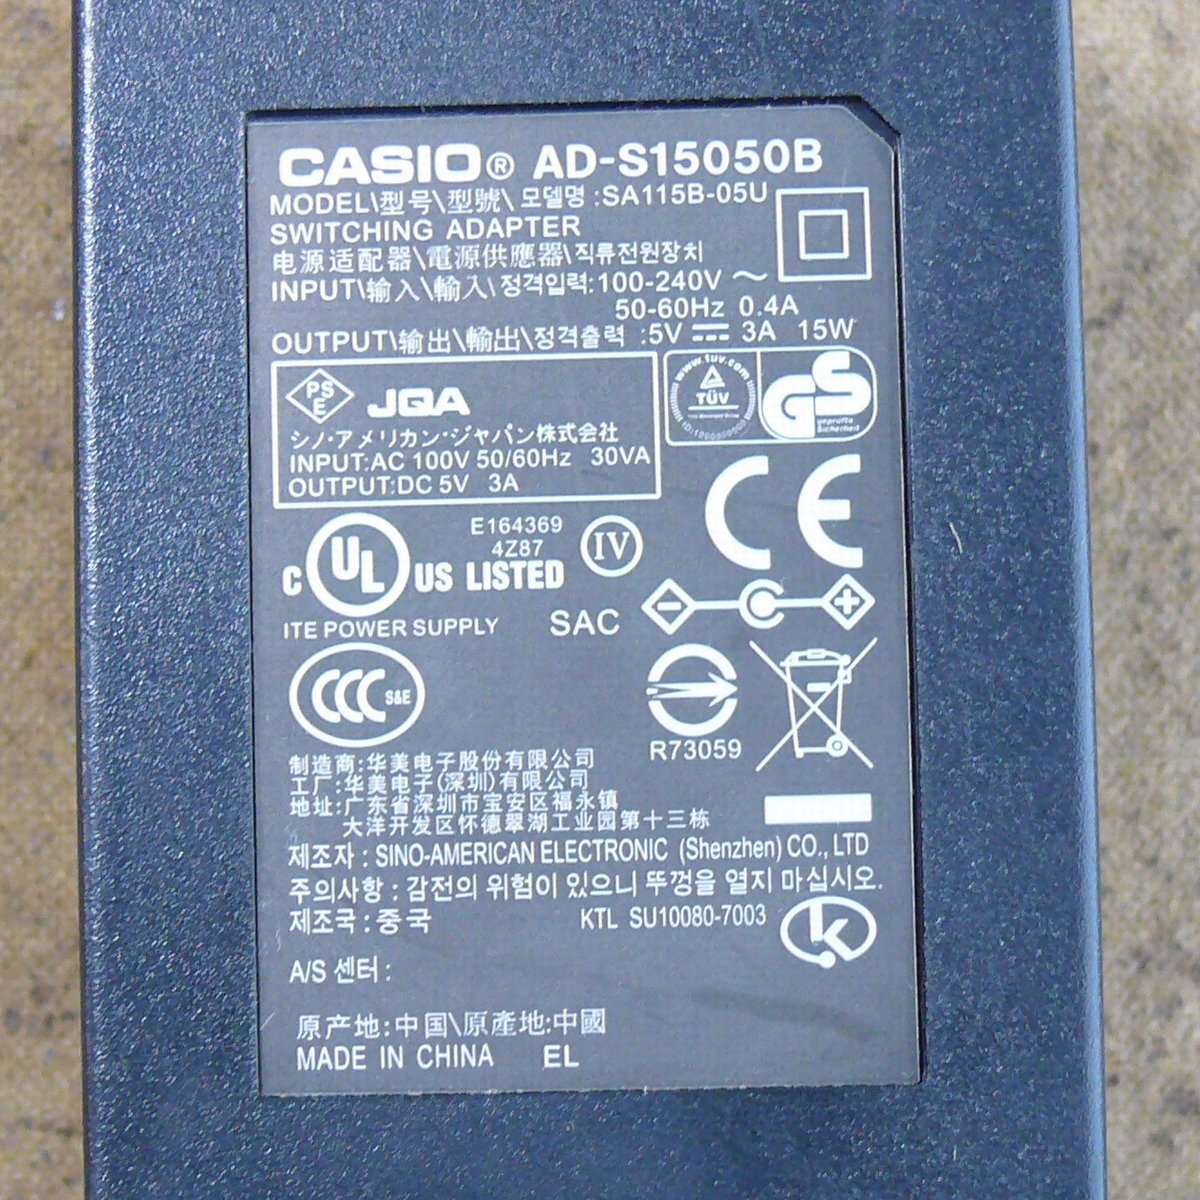 CASIO® AD-S15050B
MODEL\型号\型號\ 모델명 :SA115B-05U
SWITCHING ADAPTER
电源适配器\電源供應器\직류전원장치
INPUT\输入\輸入\ 정격입력:100-240V ～
50-60Hz 0.4A
OUTPUT\输出\輸出\정격출력 :5V ⎓ 3A 15W
PS
E
JQA
シノ・アメリカン・ジャパン株式会社
INPUT:AC 100V 50/60Hz 30VA
OUTPUT:DC 5V 3A
www.tuv.com
TÜV
GS
geprüfte
Sicherheit
CE
E164369
4Z87
IV
C UL US LISTED
ITE POWER SUPPLY
SAC
CCC S&E
R73059
制造商:华美电子股份有限公司
工厂:华美电子(深圳)有限公司
地址:广东省深圳市宝安区福永镇
大洋开发区怀德翠湖工业园第十三栋
제조자 : SINO-AMERICAN ELECTRONIC (Shenzhen) CO., LTD
주의사항 : 감전의 위험이 있으니 뚜껑을 열지 마십시오.
제조국 : 중국
KTL SU10080-7003
K
A/S 센터 :
原产地:中国\原產地:中國
MADE IN CHINA EL